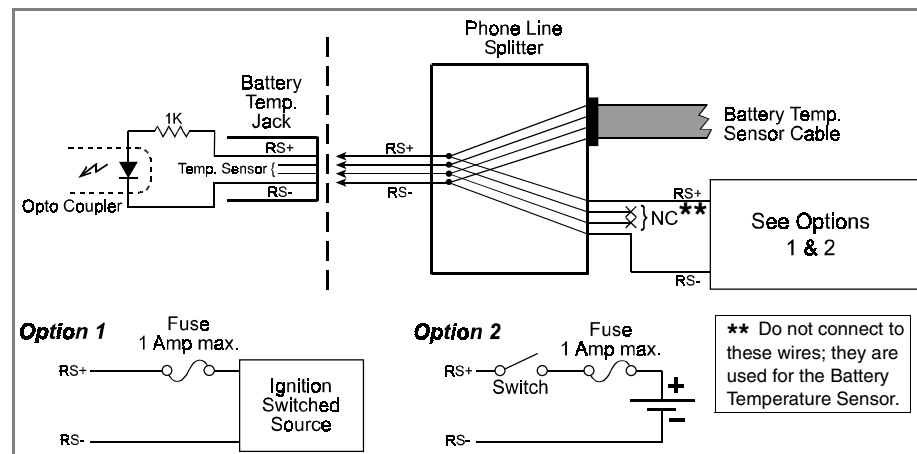 Phone Line
Splitter
Battery
Temp.
Jack
1K
RS+
Temp. Sensor {
RS-
Opto Coupler
RS+
RS-
Battery Temp.
Sensor Cable
RS+
} NC **
RS-
See Options
1 & 2
Option 1
Fuse
1 Amp max.
RS+
RS-
Ignition
Switched
Source
Option 2
Fuse
1 Amp max.
RS+
Switch
+
-
RS-
** Do not connect to
these wires; they are
used for the Battery
Temperature Sensor.